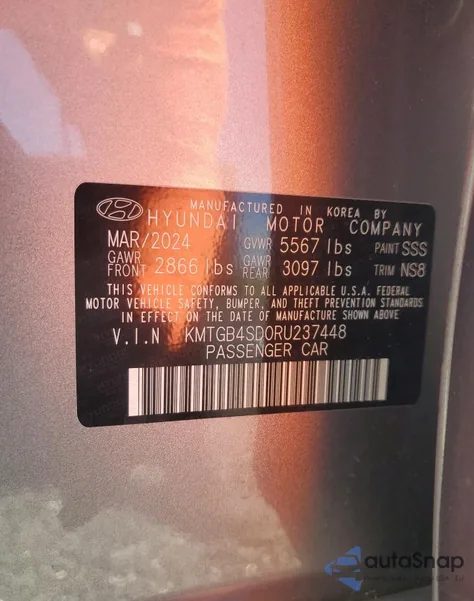 MANUFACTURED IN KOREA BY
HYUNDAI MOTOR COMPANY
MAR/2024 GVWR 5567 lbs PAINT SSS
GAWR FRONT 2866 lbs GAWR REAR 3097 lbs TRIM NS8
THIS VEHICLE CONFORMS TO ALL APPLICABLE U.S.A. FEDERAL
MOTOR VEHICLE SAFETY, BUMPER, AND THEFT PREVENTION STANDARDS
IN EFFECT ON THE DATE OF MANUFACTURE SHOWN ABOVE.
V.I.N KMTGB4SD0RU237448
PASSENGER CAR
autoSnap